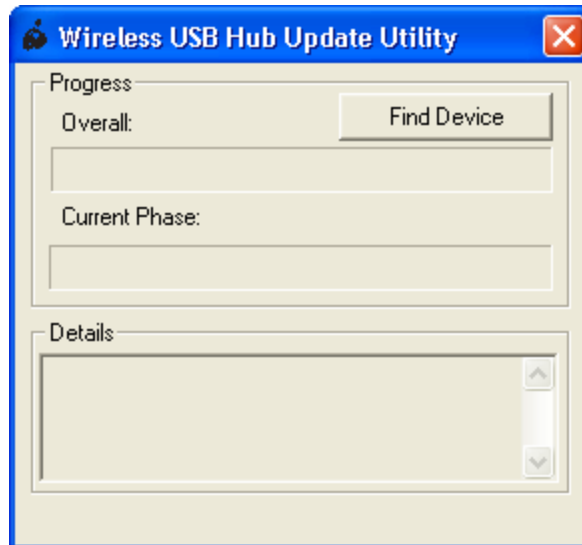 Wireless USB Hub Update Utility
Progress
Overall:
Find Device
Current Phase:
Details